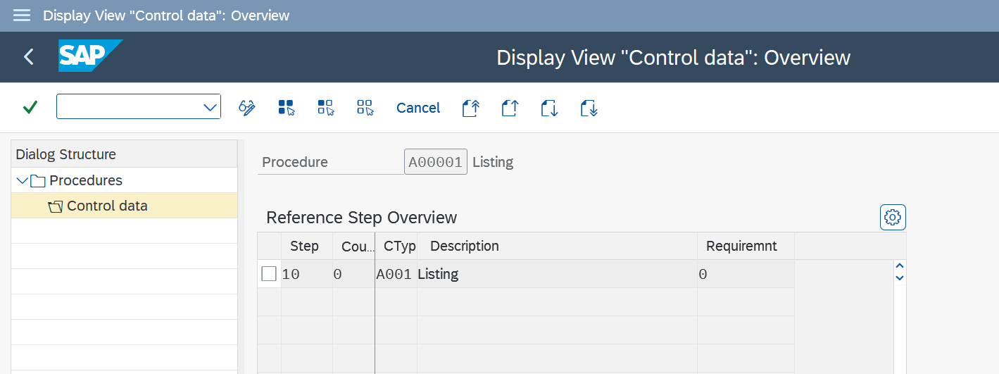 Display View "Control data": Overview
SAP
Display View "Control data": Overview
Cancel
Dialog Structure
Procedures
Control data
Procedure A00001 Listing
Reference Step Overview
Step Cou... CTyp Description Requiremnt
10 0 A001 Listing 0